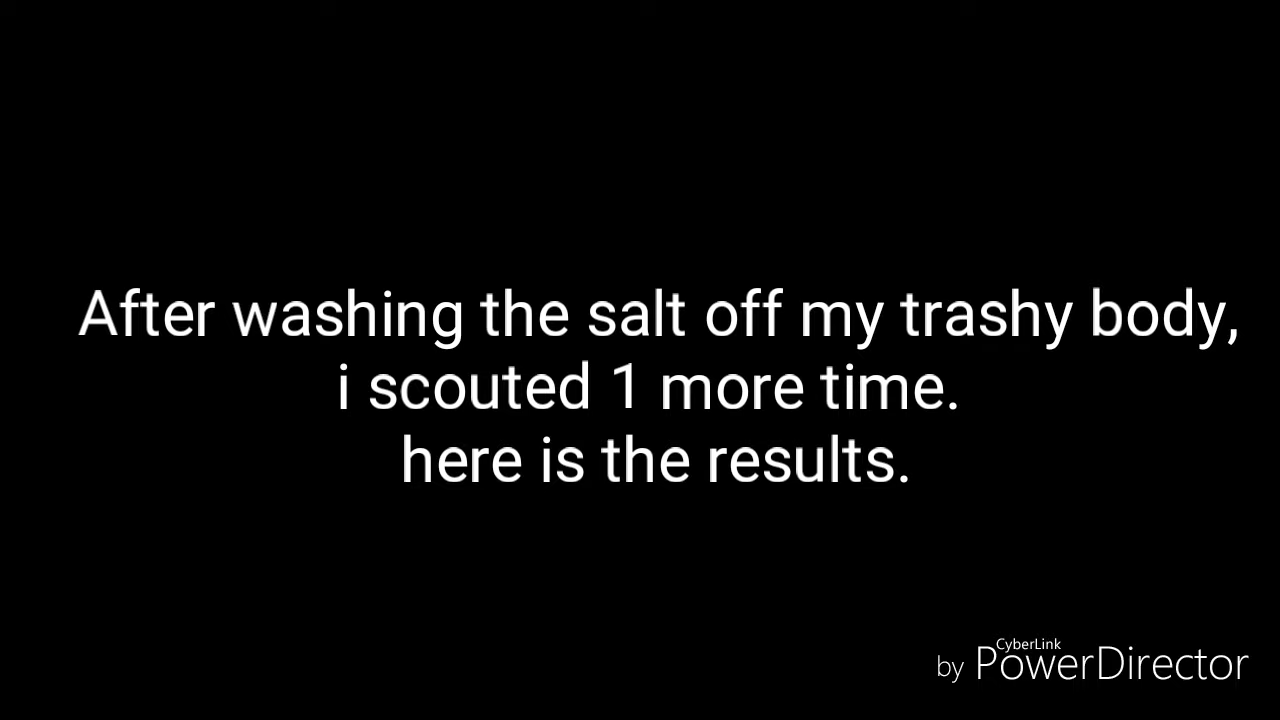 After washing the salt off my trashy body,
i scouted 1 more time.
here is the results.
CyberLink
by PowerDirector